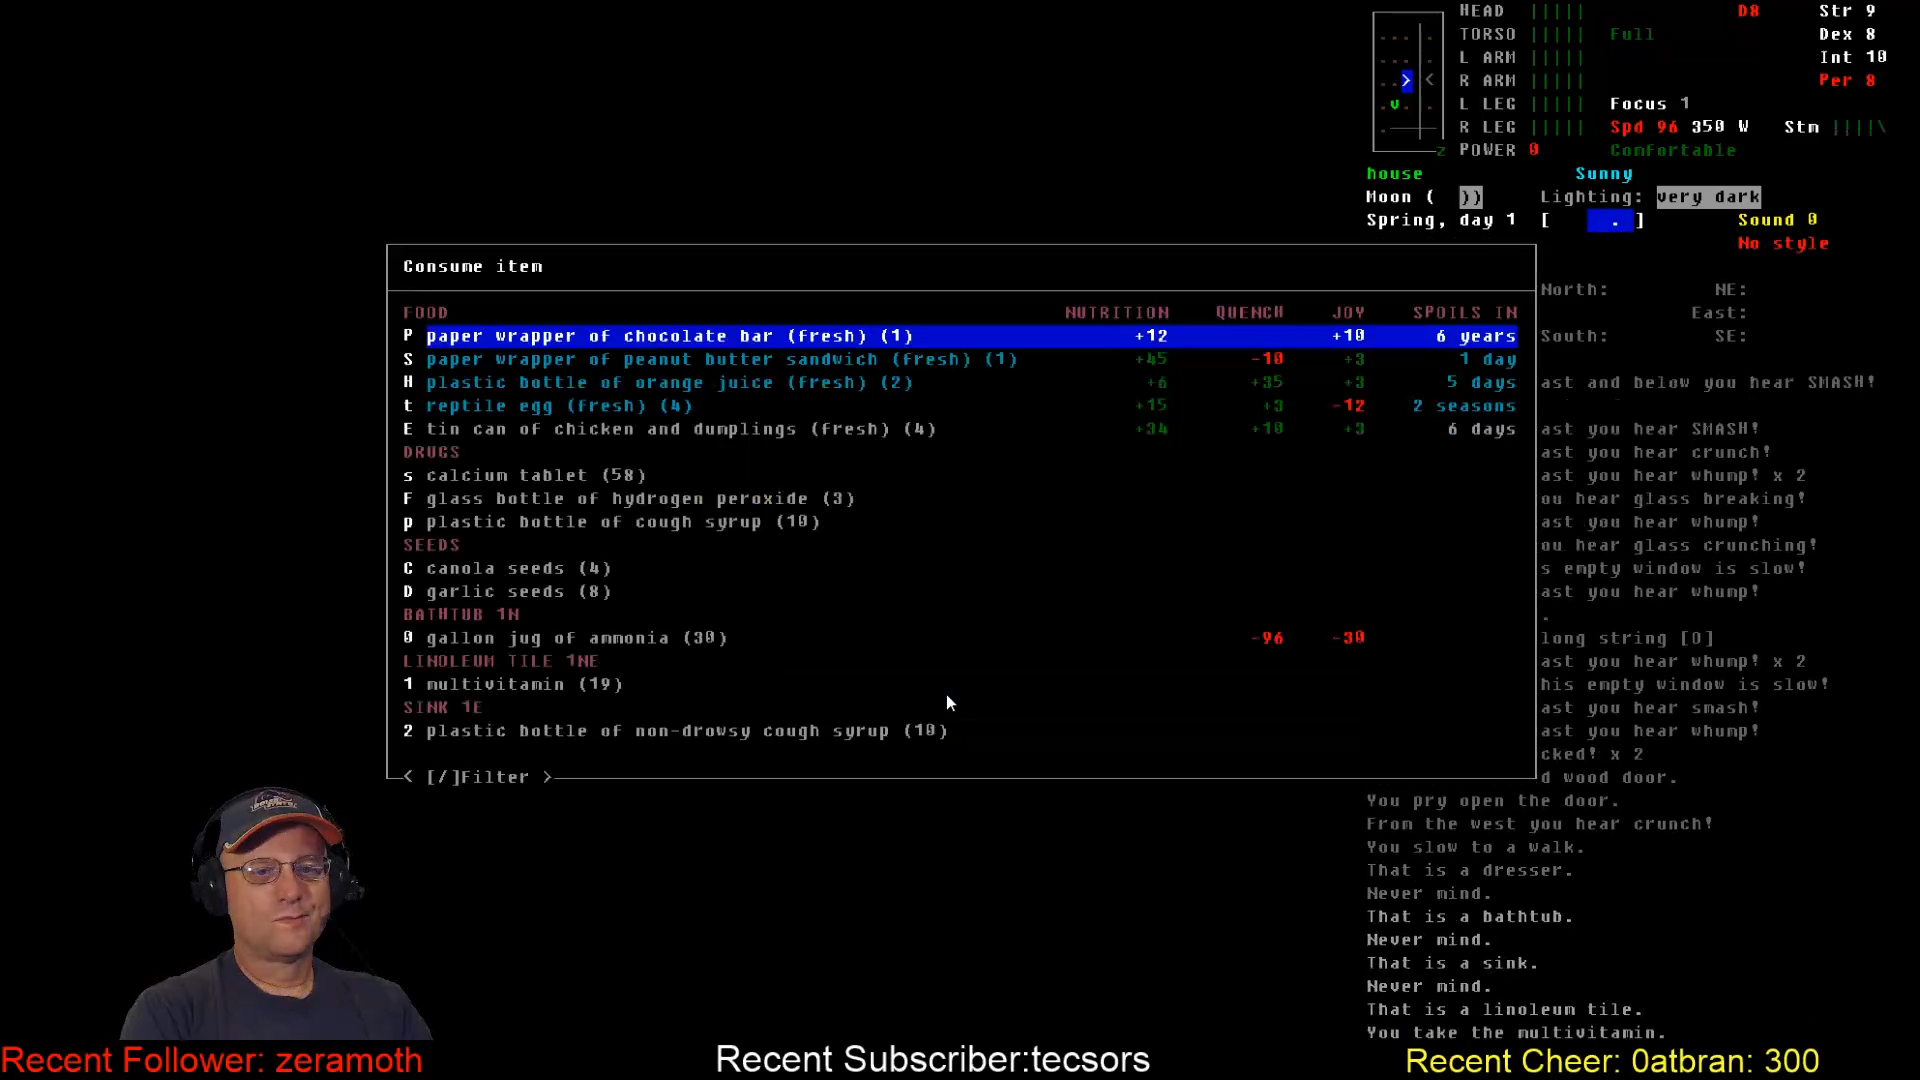 HEAD ||||| D8 Str 9
TORSO ||||| Full Dex 8
L ARM ||||| Int 10
R ARM ||||| Per 8
L LEG ||||| Focus 1
R LEG ||||| Spd 96 350 W Stm ||||\
POWER 0 Comfortable
house Sunny
Moon ( )) Lighting: very dark
Spring, day 1 [ . ] Sound 0
No style
Consume item
North: NE:
East:
South: SE:
FOOD NUTRITION QUENCH JOY SPOILS IN
P paper wrapper of chocolate bar (fresh) (1) +12 +10 6 years
S paper wrapper of peanut butter sandwich (fresh) (1) +45 -10 +3 1 day
H plastic bottle of orange juice (fresh) (2) +6 +35 +3 5 days
t reptile egg (fresh) (4) +15 +3 -12 2 seasons
E tin can of chicken and dumplings (fresh) (4) +34 +10 +3 6 days
DRUGS
s calcium tablet (58)
F glass bottle of hydrogen peroxide (3)
p plastic bottle of cough syrup (10)
SEEDS
C canola seeds (4)
D garlic seeds (8)
BATHTUB 1N
0 gallon jug of ammonia (30) -96 -30
LINOLEUM TILE 1NE
1 multivitamin (19)
SINK 1E
2 plastic bottle of non-drowsy cough syrup (10)
< [/]Filter >
ast and below you hear SMASH!
ast you hear SMASH!
ast you hear crunch!
ast you hear whump! x 2
ou hear glass breaking!
ast you hear whump!
ou hear glass crunching!
s empty window is slow!
ast you hear whump!
.
long string [O]
ast you hear whump! x 2
his empty window is slow!
ast you hear smash!
ast you hear whump!
cked! x 2
d wood door.
You pry open the door.
From the west you hear crunch!
You slow to a walk.
That is a dresser.
Never mind.
That is a bathtub.
Never mind.
That is a sink.
Never mind.
That is a linoleum tile.
You take the multivitamin.
Recent Follower: zeramoth
Recent Subscriber:tecsors
Recent Cheer: 0atbran: 300